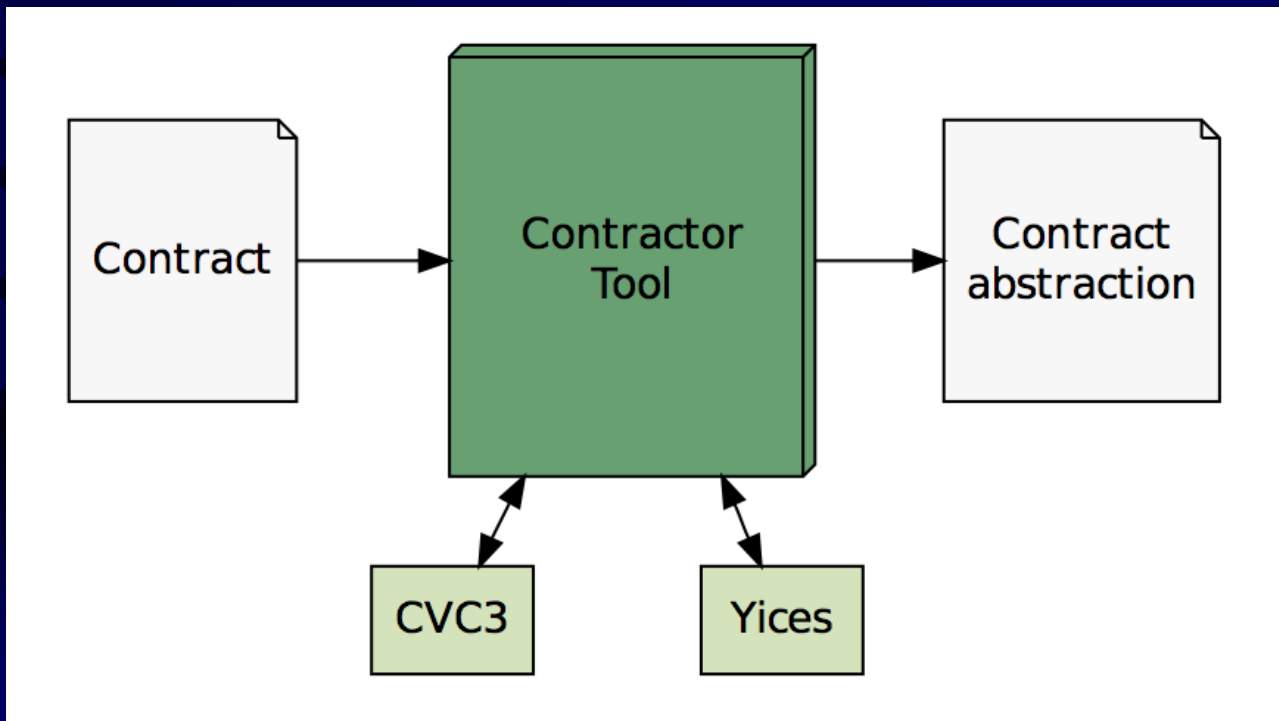 Contract
Contractor
Tool
Contract
abstraction
CVC3
Yices